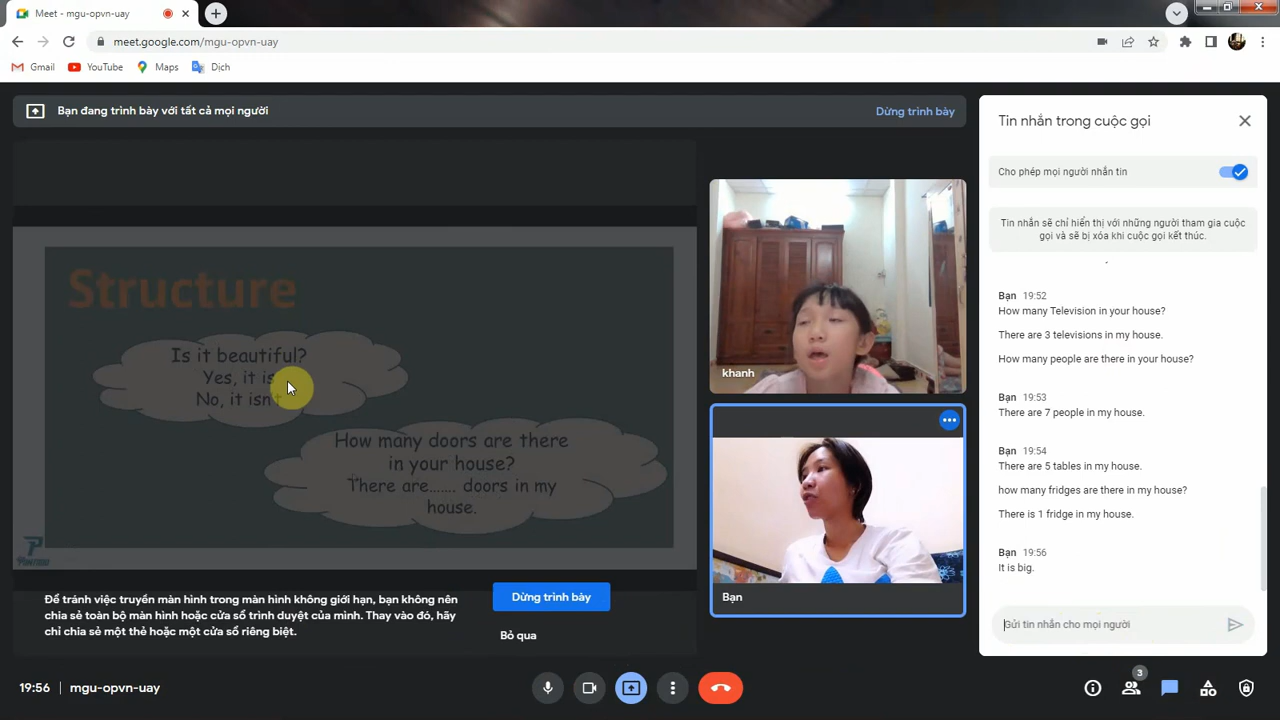 Meet - mgu-opvn-uay
meet.google.com/mgu-opvn-uay
Gmail
YouTube
Maps
Dịch
Bạn đang trình bày với tất cả mọi người
Dừng trình bày
Structure
Is it beautiful?
Yes, it is
No, it isn't
How many doors are there
in your house?
There are....... doors in my
house.
Để tránh việc truyền màn hình trong màn hình không giới hạn, bạn không nên
chia sẻ toàn bộ màn hình hoặc cửa sổ trình duyệt của mình. Thay vào đó, hãy
chỉ chia sẻ một thẻ hoặc một cửa sổ riêng biệt.
Dừng trình bày
Bỏ qua
khanh
Bạn
Tin nhắn trong cuộc gọi
Cho phép mọi người nhắn tin
Tin nhắn sẽ chỉ hiển thị với những người tham gia cuộc
gọi và sẽ bị xóa khi cuộc gọi kết thúc.
Bạn 19:52
How many Television in your house?
There are 3 televisions in my house.
How many people are there in your house?
Bạn 19:53
There are 7 people in my house.
Bạn 19:54
There are 5 tables in my house.
how many fridges are there in my house?
There is 1 fridge in my house.
Bạn 19:56
It is big.
Gửi tin nhắn cho mọi người
19:56 | mgu-opvn-uay
3